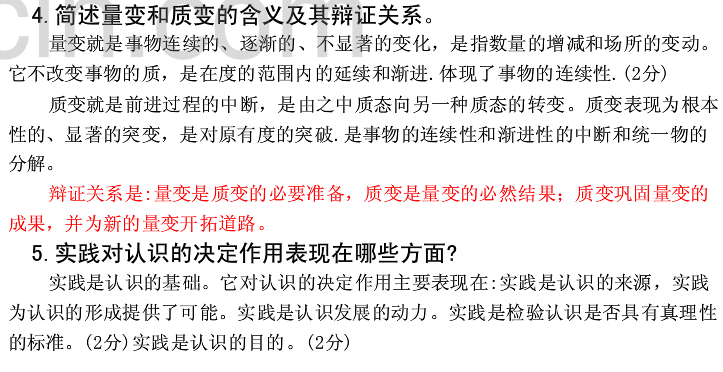 4. 简述量变和质变的含义及其辩证关系。
量变就是事物连续的、逐渐的、不显著的变化，是指数量的增减和场所的变动。
它不改变事物的质，是在度的范围内的延续和渐进.体现了事物的连续性.(2分)
质变就是前进过程的中断，是由之中质态向另一种质态的转变。质变表现为根本
性的、显著的突变，是对原有度的突破.是事物的连续性和渐进性的中断和统一物的
分解。
辩证关系是:量变是质变的必要准备，质变是量变的必然结果；质变巩固量变的
成果，并为新的量变开拓道路。
5. 实践对认识的决定作用表现在哪些方面?
实践是认识的基础。它对认识的决定作用主要表现在:实践是认识的来源，实践
为认识的形成提供了可能。实践是认识发展的动力。实践是检验认识是否具有真理性
的标准。(2分)实践是认识的目的。(2分)